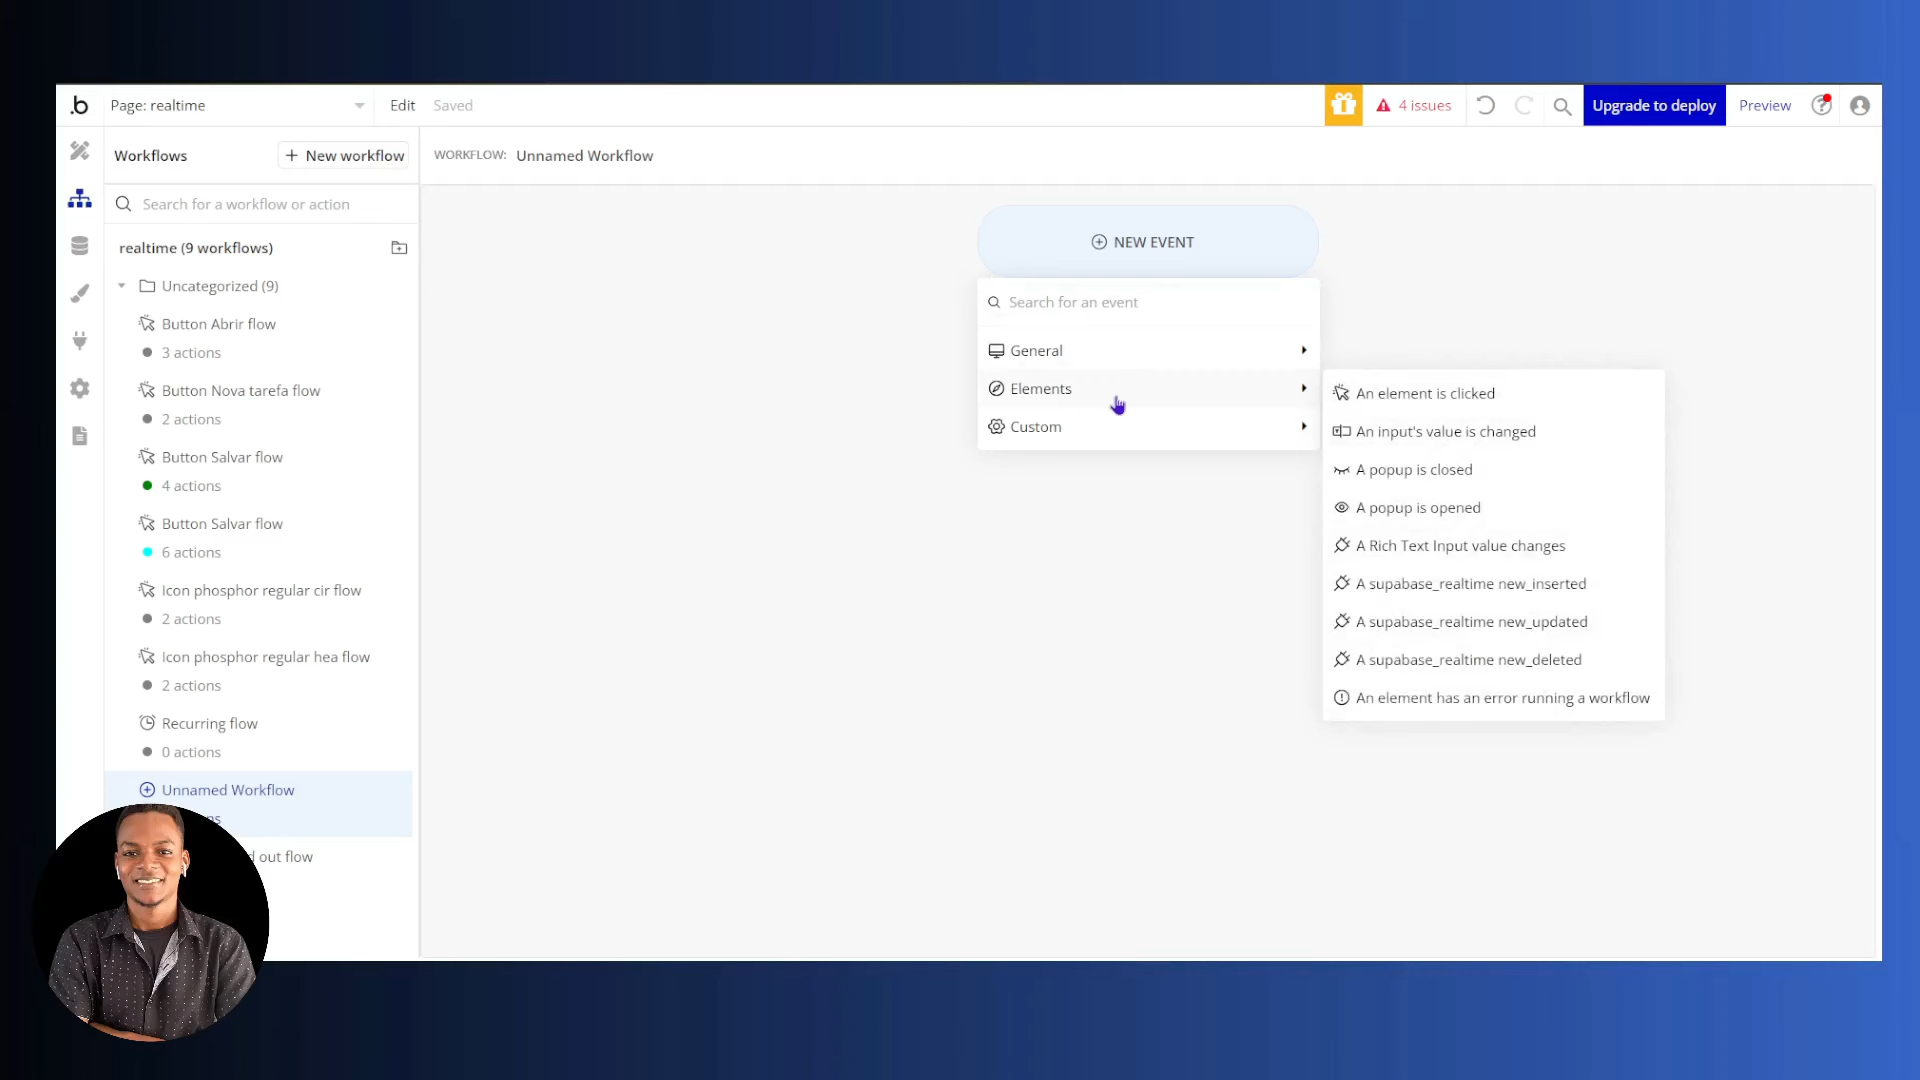 .b
Page: realtime
Edit
Saved
4 issues
Upgrade to deploy
Preview
Workflows
+ New workflow
WORKFLOW: Unnamed Workflow
Search for a workflow or action
realtime (9 workflows)
Uncategorized (9)
Button Abrir flow
3 actions
Button Nova tarefa flow
2 actions
Button Salvar flow
4 actions
Button Salvar flow
6 actions
Icon phosphor regular cir flow
2 actions
Icon phosphor regular hea flow
2 actions
Recurring flow
0 actions
Unnamed Workflow
out flow
NEW EVENT
Search for an event
General
Elements
Custom
An element is clicked
An input's value is changed
A popup is closed
A popup is opened
A Rich Text Input value changes
A supabase_realtime new_inserted
A supabase_realtime new_updated
A supabase_realtime new_deleted
An element has an error running a workflow